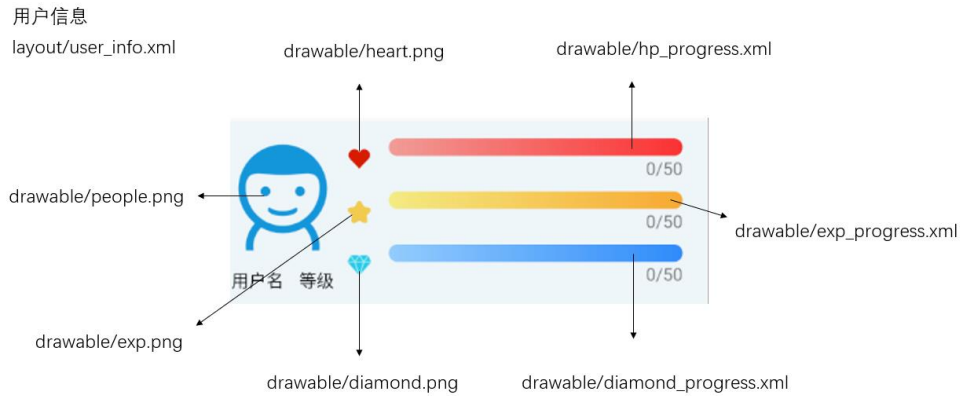 用户信息
layout/user_info.xml
drawable/heart.png
drawable/hp_progress.xml
0/50
drawable/people.png
0/50
drawable/exp_progress.xml
用户名 等级
0/50
drawable/exp.png
drawable/diamond.png
drawable/diamond_progress.xml